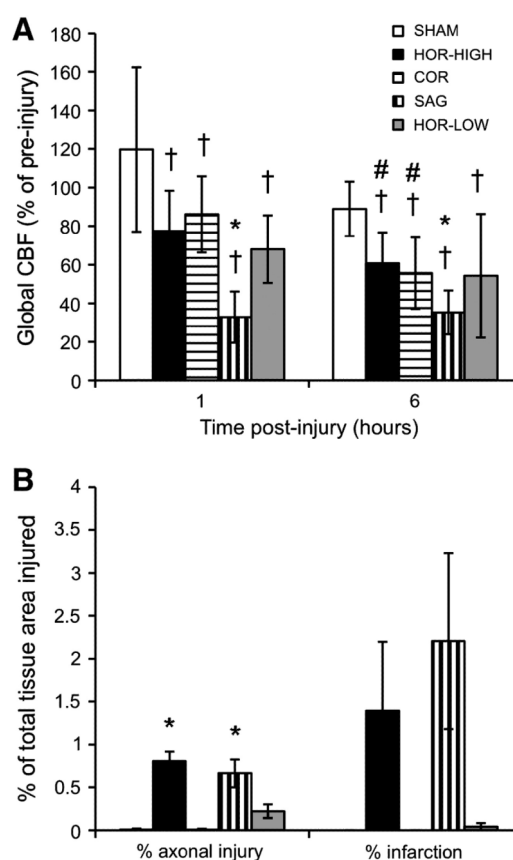 A
180
160
140
120
100
80
60
40
20
0
Global CBF (% of pre-injury)
SHAM
HOR-HIGH
COR
SAG
HOR-LOW
† † * † †
# † # † * † †
1 6
Time post-injury (hours)
B
4
3.5
3
2.5
2
1.5
1
0.5
0
% of total tissue area injured
* *
% axonal injury % infarction